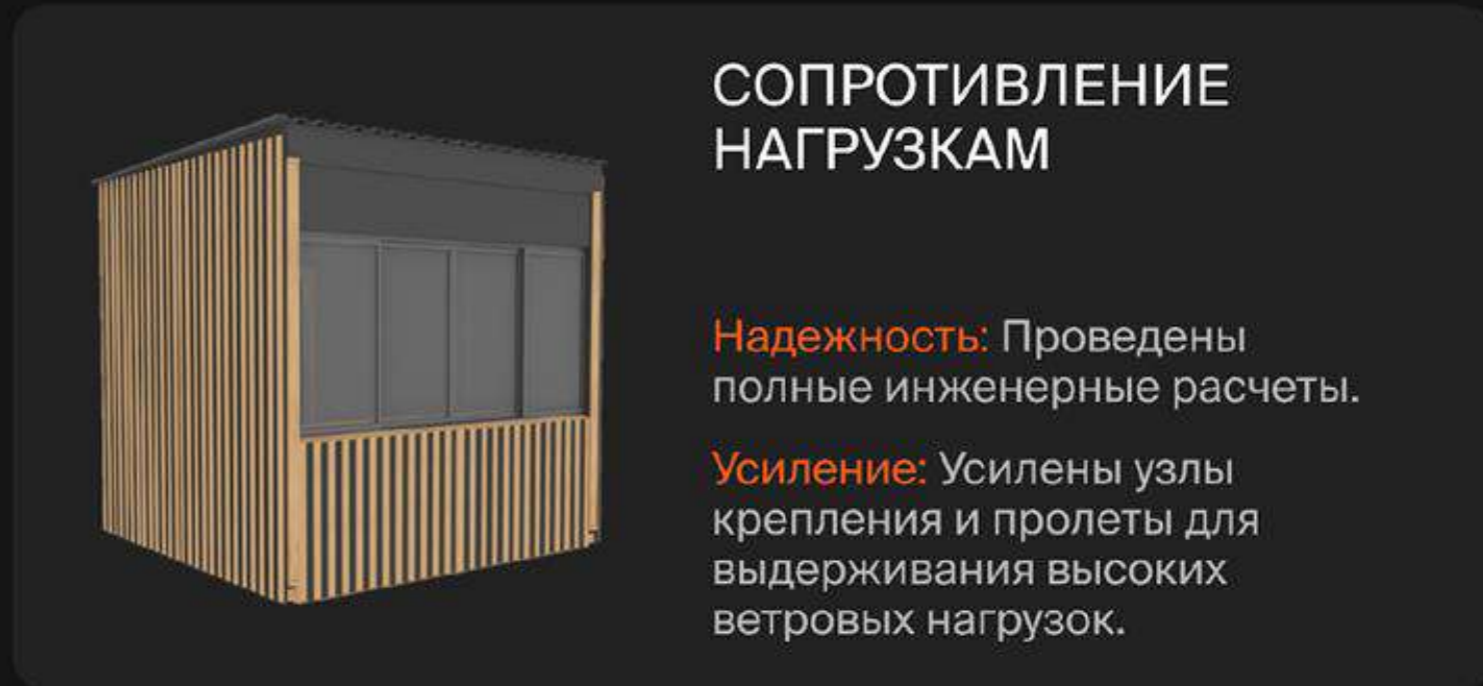 СОПРОТИВЛЕНИЕ
НАГРУЗКАМ
Надежность: Проведены
полные инженерные расчеты.
Усиление: Усилены узлы
крепления и пролеты для
выдерживания высоких
ветровых нагрузок.